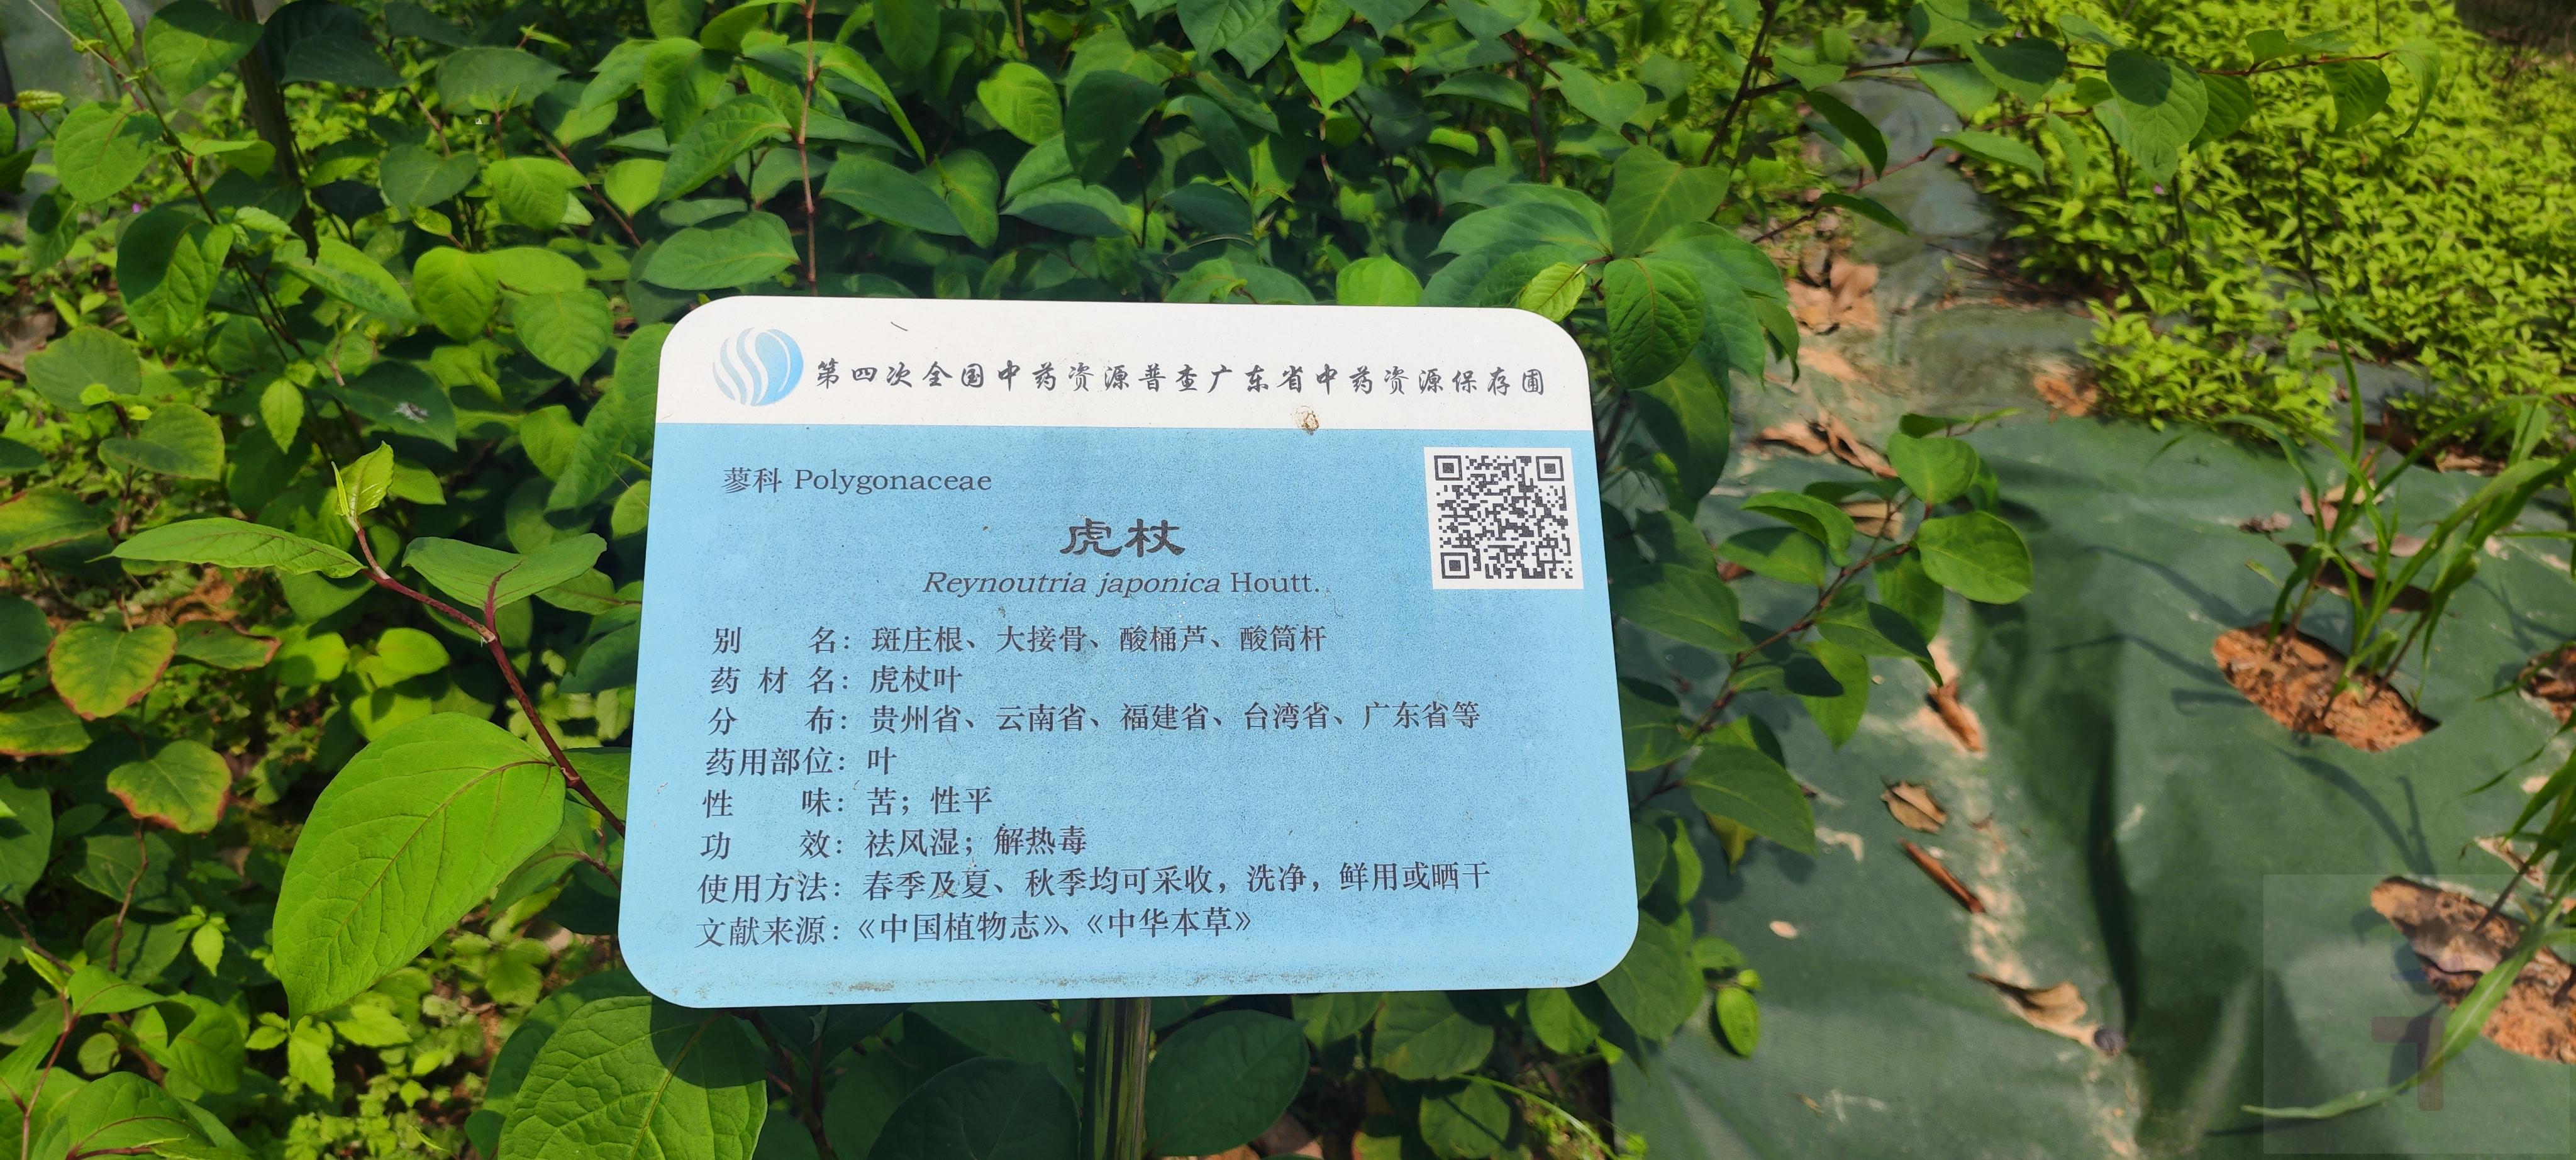 第四次全国中药资源普查广东省中药资源保存圃
蓼科 Polygonaceae
虎杖
Reynoutria japonica Houtt.
别名：斑庄根、大接骨、酸桶芦、酸筒杆
药材名：虎杖叶
分布：贵州省、云南省、福建省、台湾省、广东省等
药用部位：叶
性味：苦；性平
功效：祛风湿；解热毒
使用方法：春季及夏、秋季均可采收，洗净，鲜用或晒干
文献来源：《中国植物志》、《中华本草》